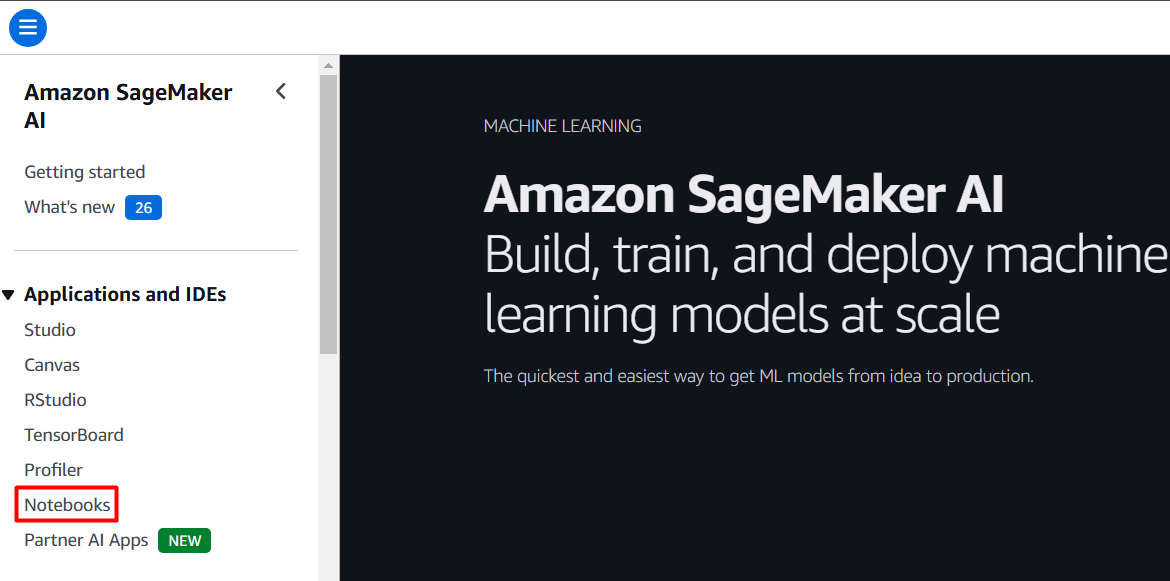 Amazon SageMaker
AI
Getting started
What's new 26
Applications and IDEs
Studio
Canvas
RStudio
TensorBoard
Profiler
Notebooks
Partner AI Apps NEW
MACHINE LEARNING
Amazon SageMaker AI
Build, train, and deploy machine
learning models at scale
The quickest and easiest way to get ML models from idea to production.